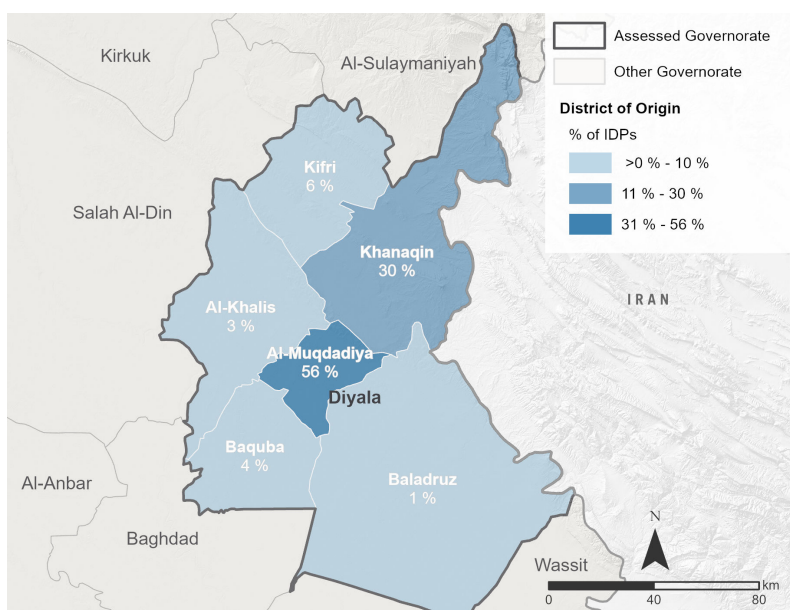 Kirkuk
Al-Sulaymaniyah
Assessed Governorate
Other Governorate
District of Origin
% of IDPs
>0 % - 10 %
11 % - 30 %
31 % - 56 %
Kifri
6 %
Salah Al-Din
Khanaqin
30 %
IRAN
Al-Khalis
3 %
Al-Muqdadiya
56 %
Diyala
Baquba
4 %
Baladruz
1 %
Al-Anbar
Baghdad
Wassit
N
km
0
40
80